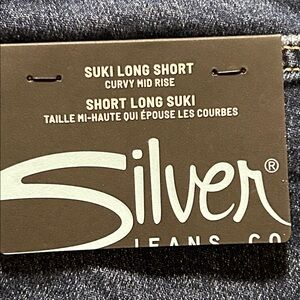 SUKI LONG SHORT
CURVY MID RISE
SHORT LONG SUKI
TAILLE MI-HAUTE QUI ÉPOUSE LES COURBES
Silver®
JEANS CO